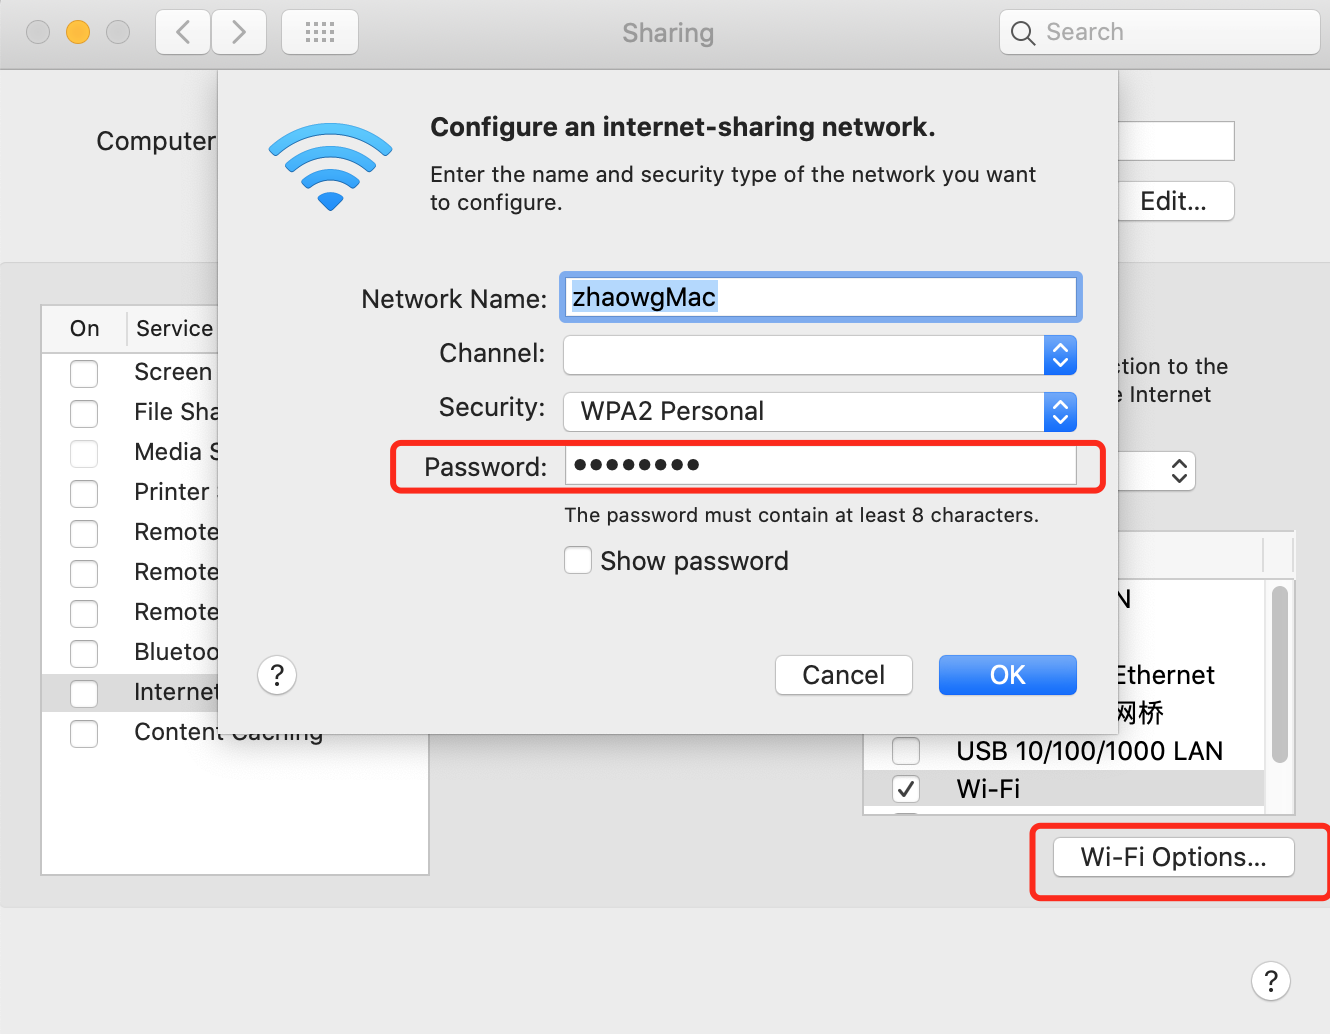 Sharing
Search
Computer
Edit...
Configure an internet-sharing network.
Enter the name and security type of the network you want
to configure.
Network Name: zhaowgMac
Channel:
Security: WPA2 Personal
Password: ••••••••
The password must contain at least 8 characters.
Show password
?
Cancel
OK
On
Service
Screen
File Sha
Media S
Printer
Remote
Remote
Remote
Bluetoo
Internet
Content Caching
ction to the
e Internet
N
Ethernet
网桥
USB 10/100/1000 LAN
Wi-Fi
Wi-Fi Options...
?